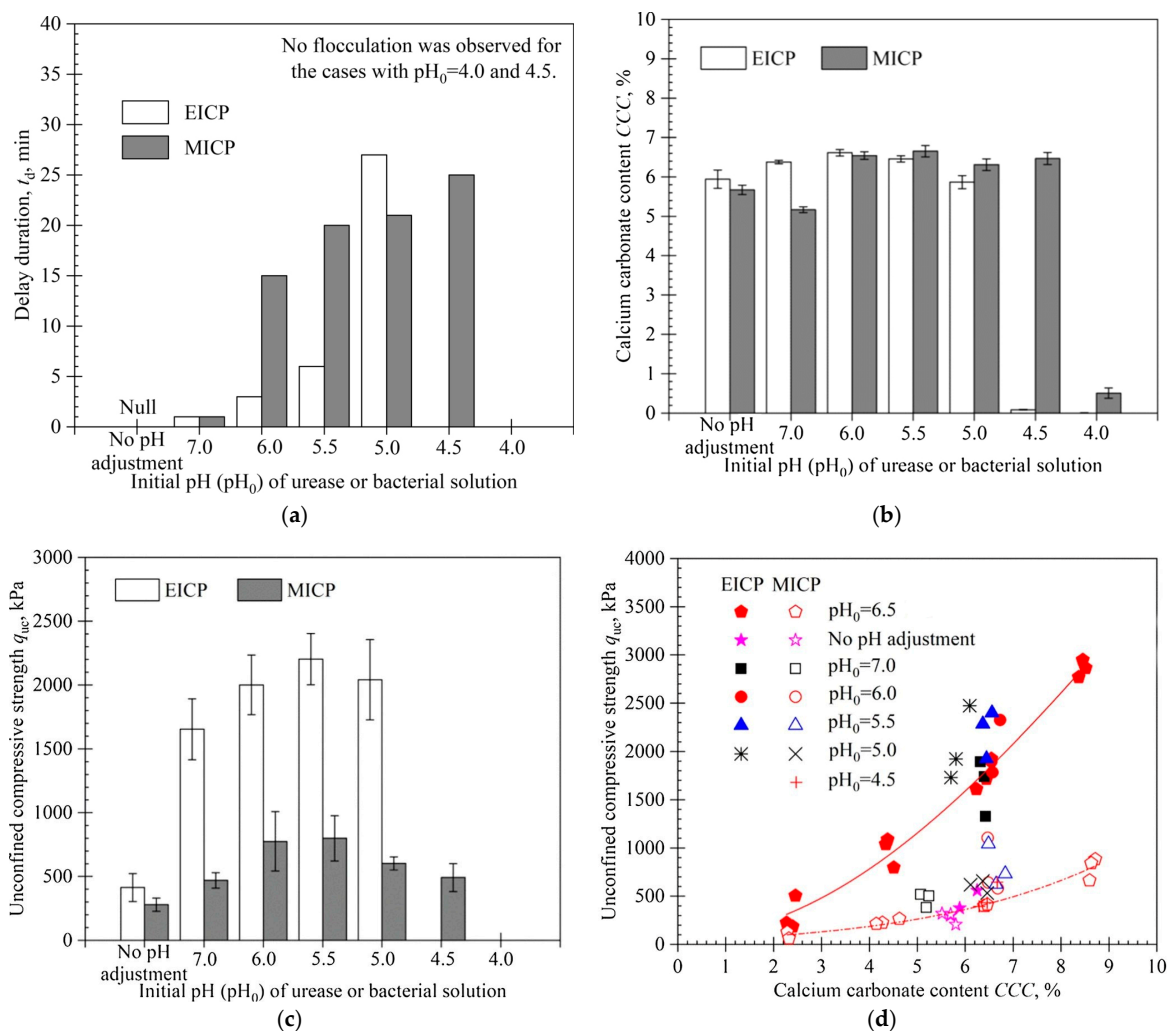 No flocculation was observed for
the cases with pH0=4.0 and 4.5.
EICP
MICP
Delay duration, td, min
40
35
30
25
20
15
10
5
0
Null
No pH
adjustment
7.0 6.0 5.5 5.0 4.5 4.0
Initial pH (pH0) of urease or bacterial solution
(a)
EICP MICP
Calcium carbonate content CCC, %
10
9
8
7
6
5
4
3
2
1
0
No pH
adjustment
7.0 6.0 5.5 5.0 4.5 4.0
Initial pH (pH0) of urease or bacterial solution
(b)
EICP MICP
Unconfined compressive strength quc, kPa
3000
2500
2000
1500
1000
500
0
No pH
adjustment
7.0 6.0 5.5 5.0 4.5 4.0
Initial pH (pH0) of urease or bacterial solution
(c)
Unconfined compressive strength quc, kPa
4000
3500
3000
2500
2000
1500
1000
500
0
EICP MICP
pH0=6.5
No pH adjustment
pH0=7.0
pH0=6.0
pH0=5.5
pH0=5.0
pH0=4.5
0 1 2 3 4 5 6 7 8 9 10
Calcium carbonate content CCC, %
(d)